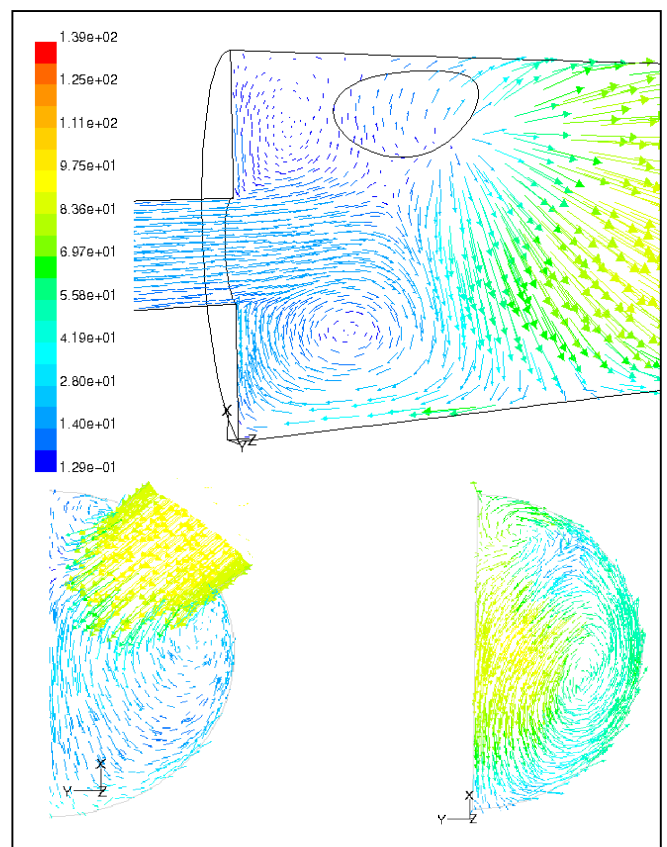 1.39e+02
1.25e+02
1.11e+02
9.75e+01
8.36e+01
6.97e+01
5.58e+01
4.19e+01
2.80e+01
1.40e+01
1.29e-01
X
Y Z
X
Y Z
X
Y Z